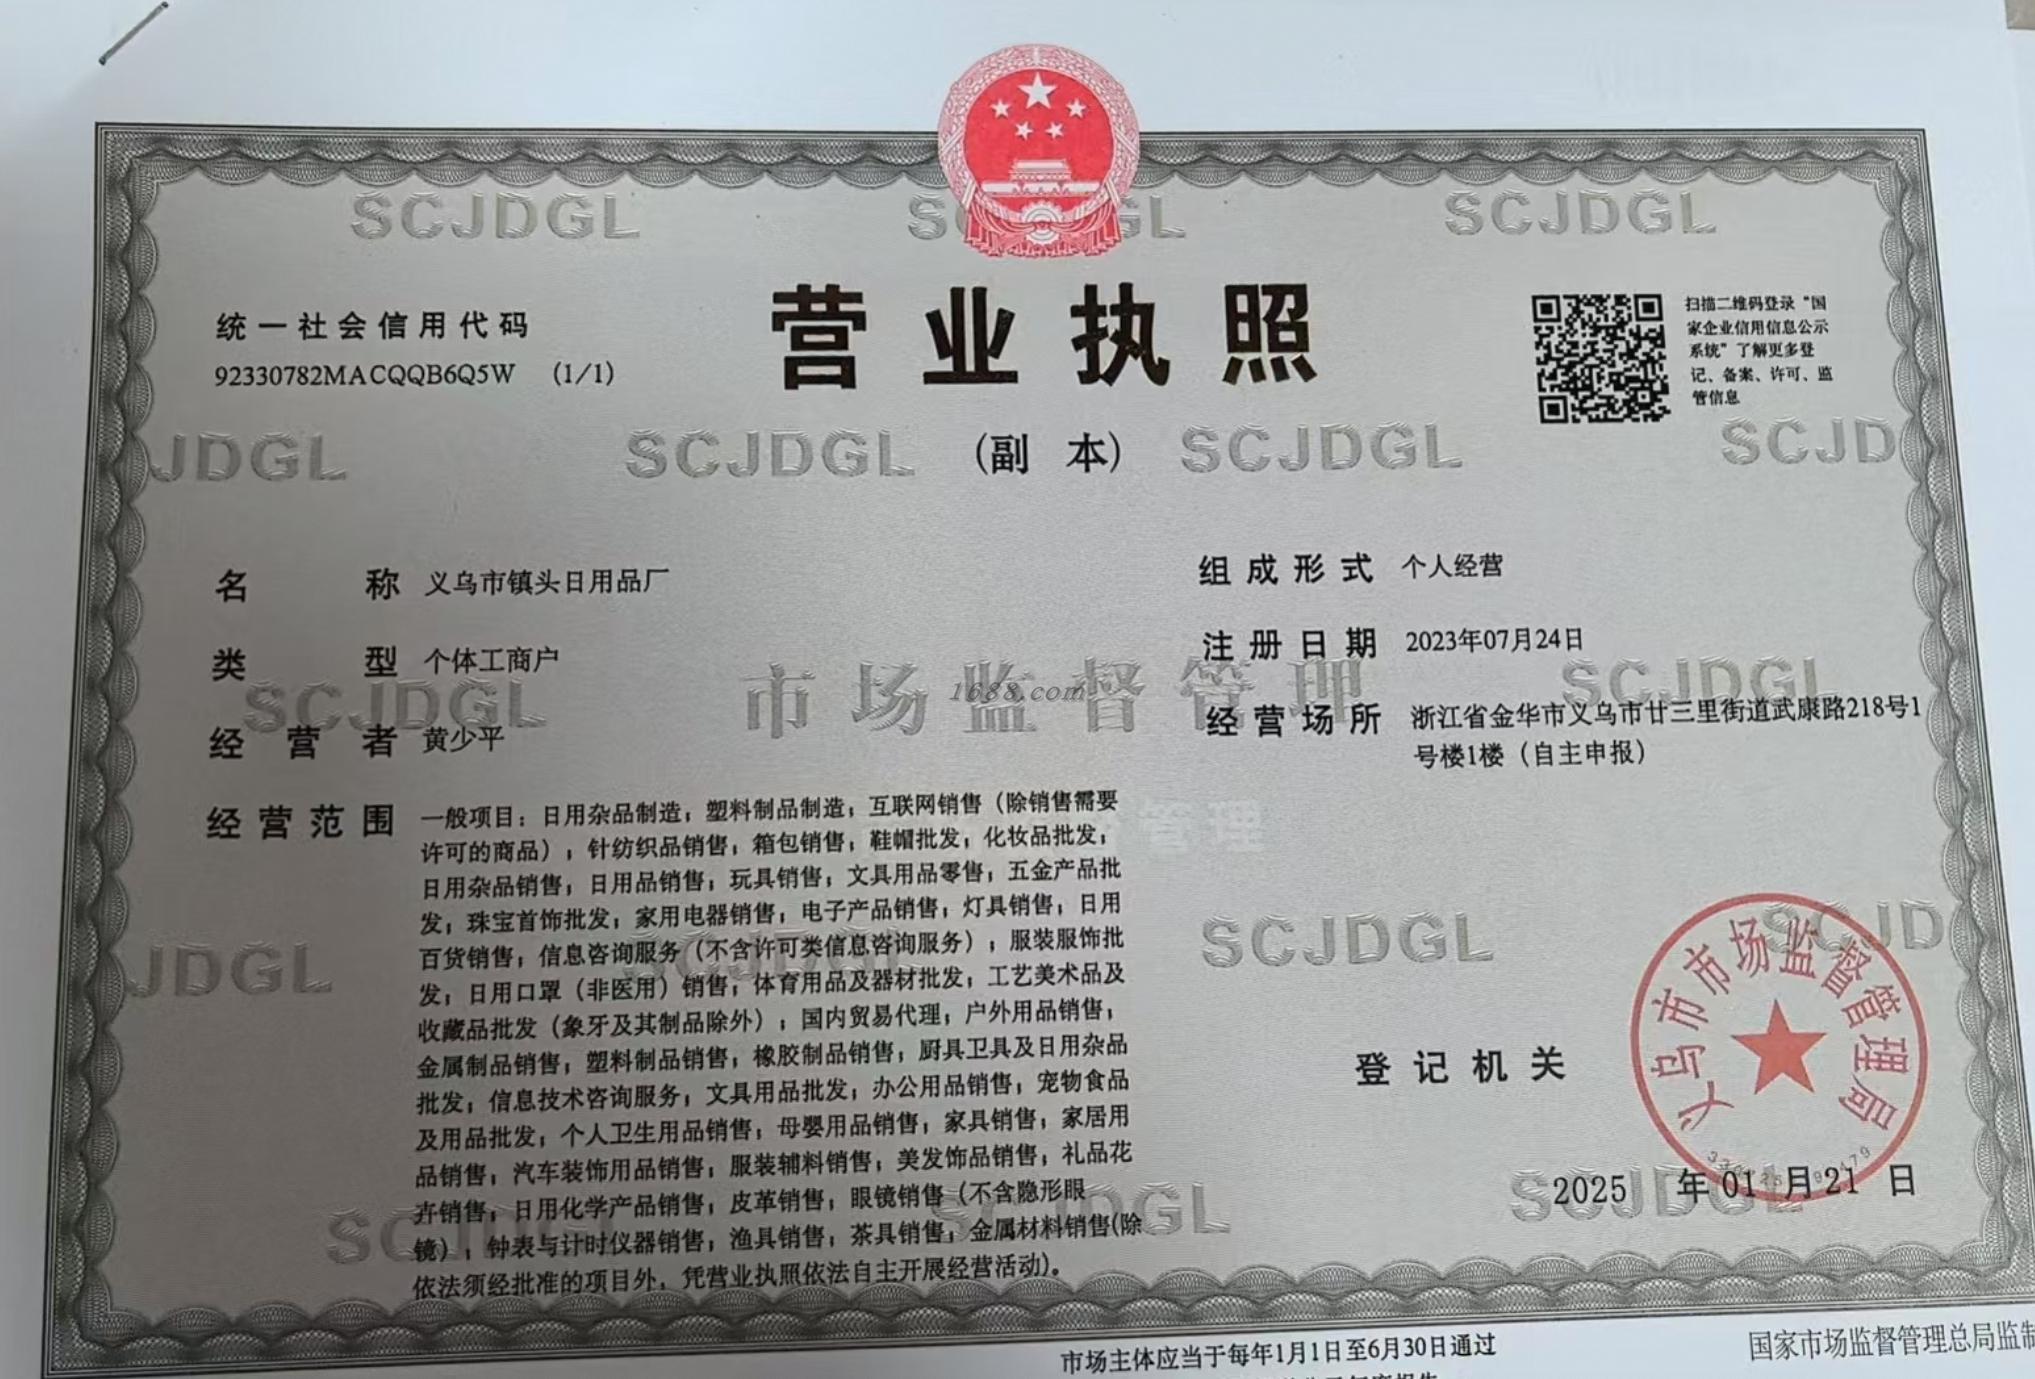 SCJDGL
SCJDGL
营业执照
(副 本)
统一社会信用代码
92330782MACQQB6Q5W (1/1)
扫描二维码登录“国
家企业信用信息公示
系统”了解更多登
记、备案、许可、监
管信息
JDGL
SCJDGL
SCJDGL
SCJD
名 称 义乌市镇头日用品厂
类 型 个体工商户
经营者 黄少平
组成形式 个人经营
注册日期 2023年07月24日
经营场所 浙江省金华市义乌市廿三里街道武康路218号1
号楼1楼（自主申报）
SCJDGL
市场监督管理
1688.com
SCJDGL
管理
经营范围 一般项目：日用杂品制造；塑料制品制造；互联网销售（除销售需要
许可的商品）；针纺织品销售；箱包销售；鞋帽批发；化妆品批发；
日用杂品销售；日用品销售；玩具销售；文具用品零售；五金产品批
发；珠宝首饰批发；家用电器销售；电子产品销售；灯具销售；日用
百货销售；信息咨询服务（不含许可类信息咨询服务）；服装服饰批
发；日用口罩（非医用）销售；体育用品及器材批发；工艺美术品及
收藏品批发（象牙及其制品除外）；国内贸易代理；户外用品销售；
金属制品销售；塑料制品销售；橡胶制品销售；厨具卫具及日用杂品
批发；信息技术咨询服务；文具用品批发；办公用品销售；宠物食品
及用品批发；个人卫生用品销售；母婴用品销售；家具销售；家居用
品销售；汽车装饰用品销售；服装辅料销售；美发饰品销售；礼品花
卉销售；日用化学产品销售；皮革销售；眼镜销售（不含隐形眼
镜）；钟表与计时仪器销售；渔具销售；茶具销售；金属材料销售(除
依法须经批准的项目外，凭营业执照依法自主开展经营活动)。
JDGL
SCJDGL
SCJDGL
SCJD
登记机关
义乌市市场监督管理局
2025 年 01 月 21 日
SCJDGL
市场主体应当于每年1月1日至6月30日通过
国家市场监督管理总局监制